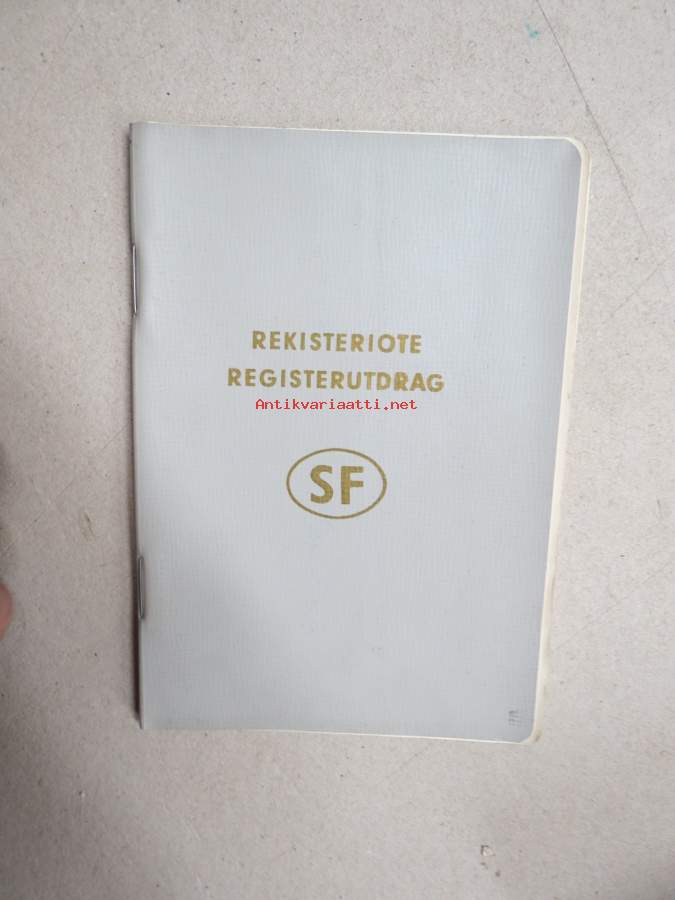 REKISTERIOTE
REGISTERUTDRAG
Antikvariaatti.net
SF